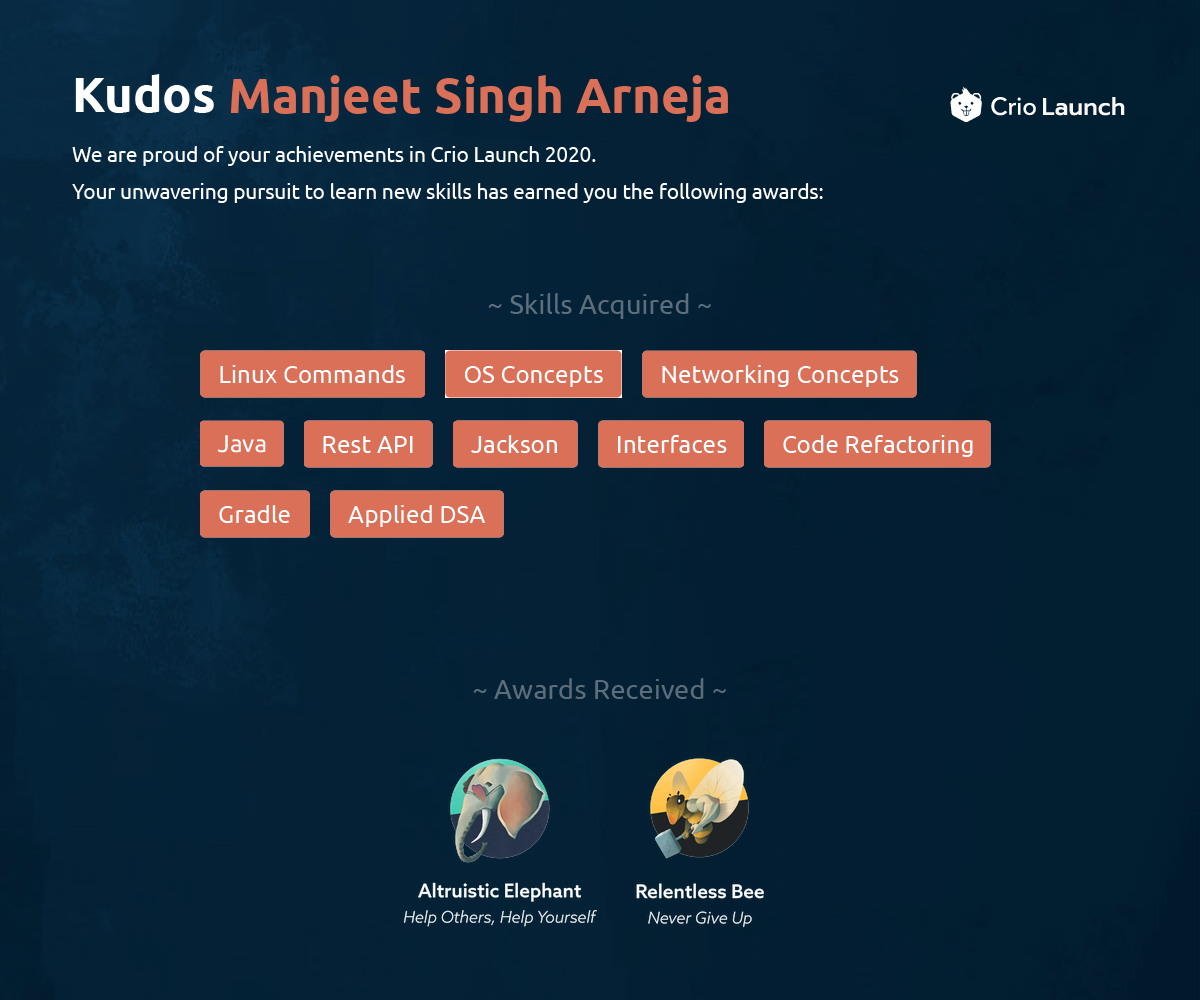 Kudos Manjeet Singh Arneja
Crio Launch
We are proud of your achievements in Crio Launch 2020.
Your unwavering pursuit to learn new skills has earned you the following awards:
~ Skills Acquired ~
Linux Commands OS Concepts Networking Concepts
Java Rest API Jackson Interfaces Code Refactoring
Gradle Applied DSA
~ Awards Received ~
Altruistic Elephant Relentless Bee
Help Others, Help Yourself Never Give Up